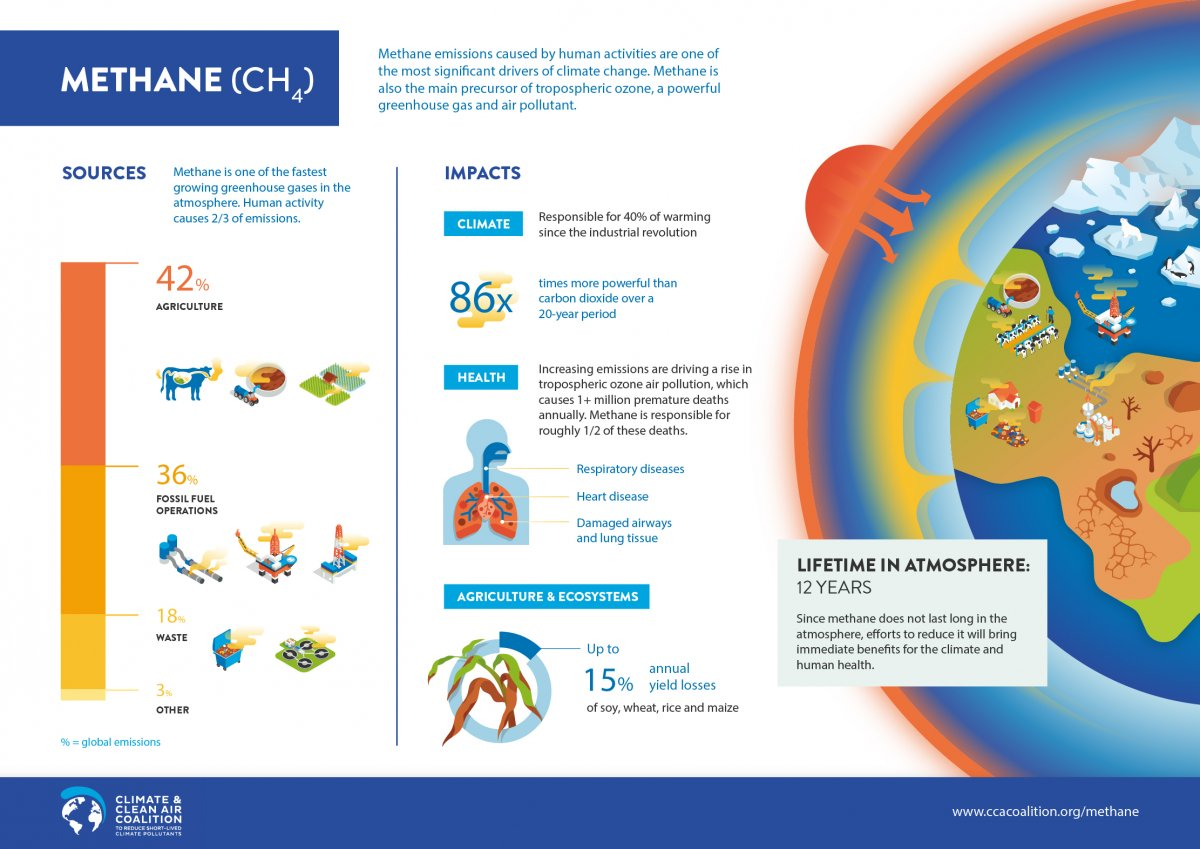 METHANE (CH4)
Methane emissions caused by human activities are one of
the most significant drivers of climate change. Methane is
also the main precursor of tropospheric ozone, a powerful
greenhouse gas and air pollutant.
SOURCES
Methane is one of the fastest
growing greenhouse gases in the
atmosphere. Human activity
causes 2/3 of emissions.
42%
AGRICULTURE
36%
FOSSIL FUEL
OPERATIONS
18%
WASTE
3%
OTHER
% = global emissions
IMPACTS
CLIMATE
Responsible for 40% of warming
since the industrial revolution
86x
times more powerful than
carbon dioxide over a
20-year period
HEALTH
Increasing emissions are driving a rise in
tropospheric ozone air pollution, which
causes 1+ million premature deaths
annually. Methane is responsible for
roughly 1/2 of these deaths.
Respiratory diseases
Heart disease
Damaged airways
and lung tissue
AGRICULTURE & ECOSYSTEMS
Up to
15% annual
yield losses
of soy, wheat, rice and maize
LIFETIME IN ATMOSPHERE:
12 YEARS
Since methane does not last long in the
atmosphere, efforts to reduce it will bring
immediate benefits for the climate and
human health.
CLIMATE &
CLEAN AIR
COALITION
TO REDUCE SHORT-LIVED
CLIMATE POLLUTANTS
www.ccacoalition.org/methane